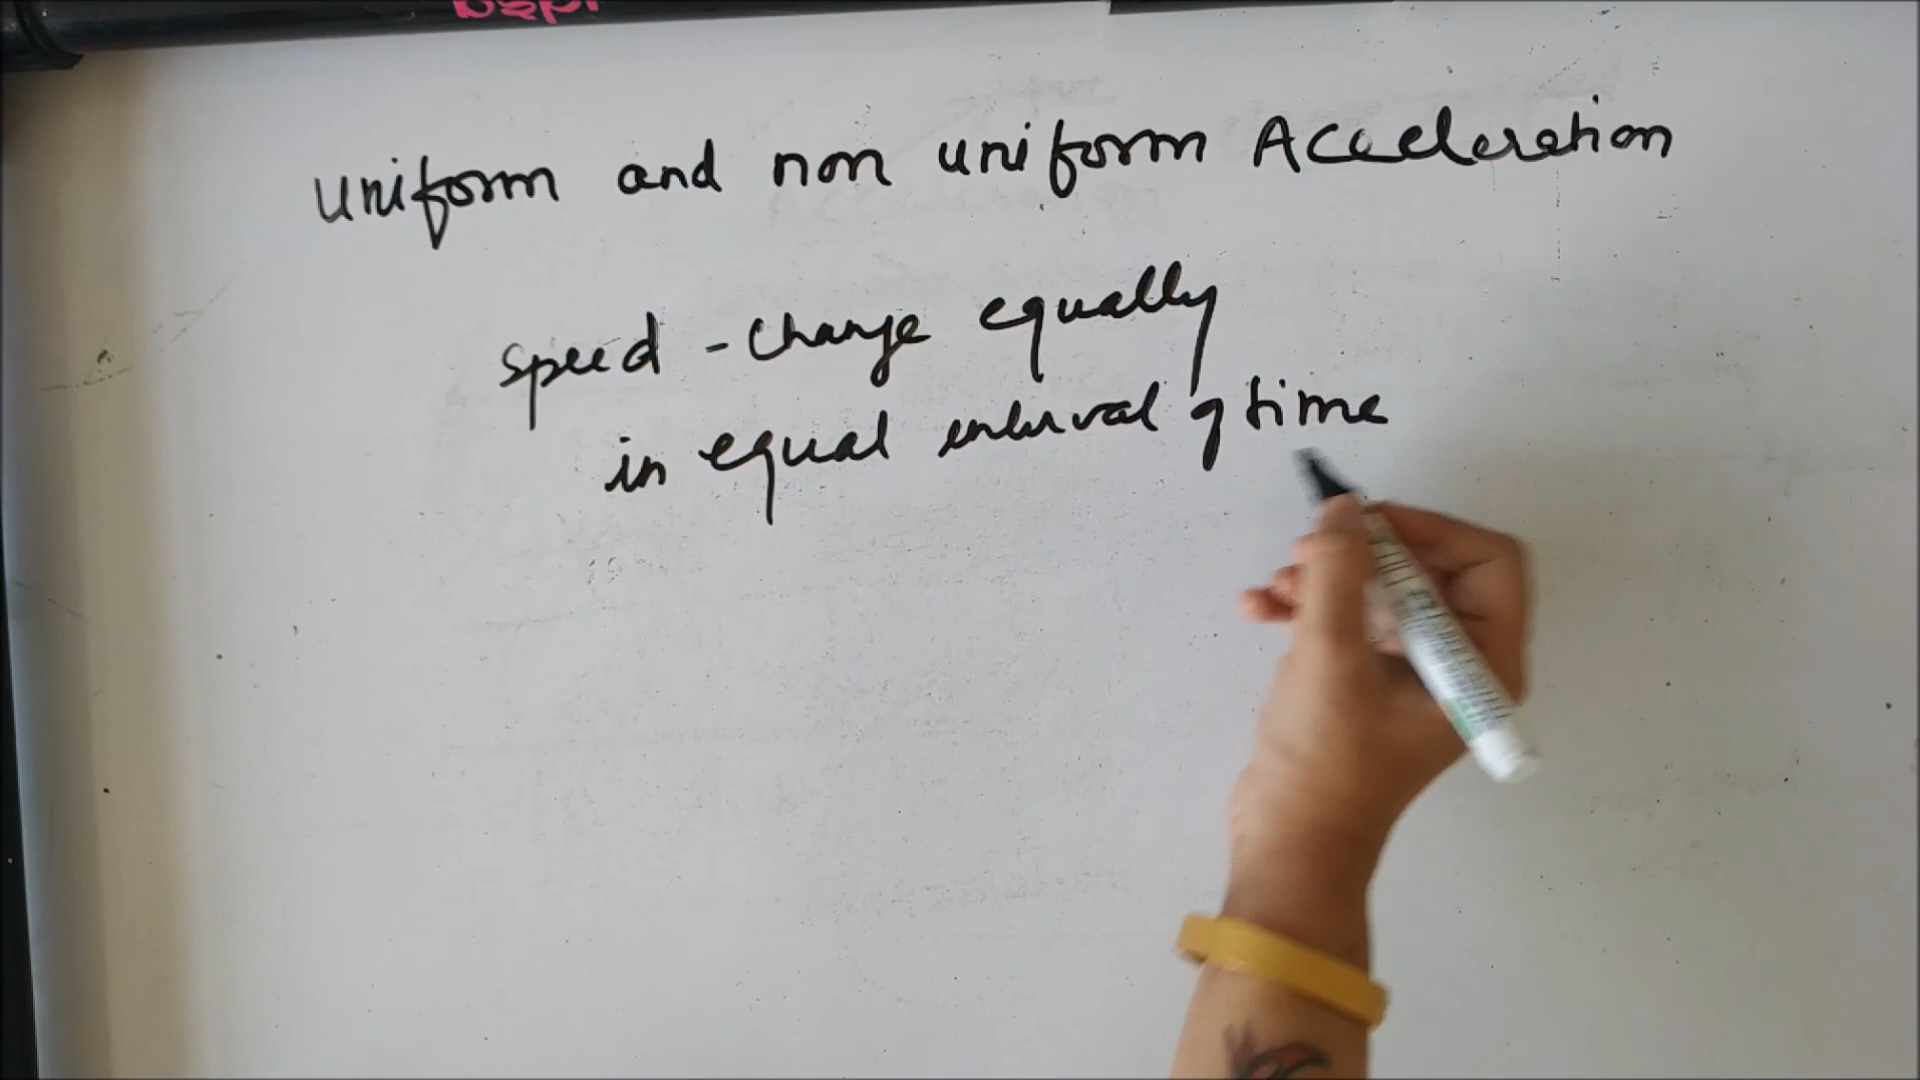 uniform and non uniform Acceleration
speed - change equally
in equal interval of time